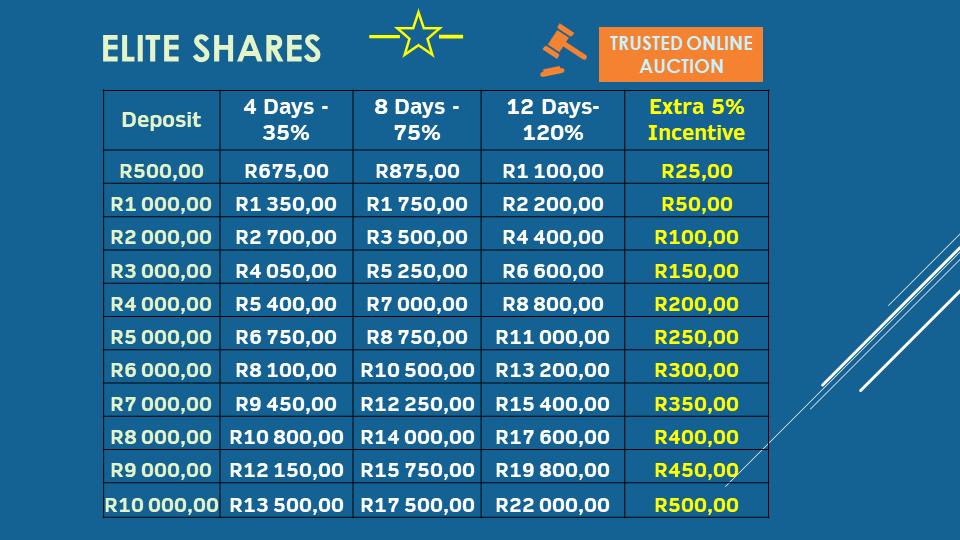 ELITE SHARES
TRUSTED ONLINE
AUCTION
Deposit 4 Days - 35% 8 Days - 75% 12 Days- 120% Extra 5% Incentive
R500,00 R675,00 R875,00 R1 100,00 R25,00
R1 000,00 R1 350,00 R1 750,00 R2 200,00 R50,00
R2 000,00 R2 700,00 R3 500,00 R4 400,00 R100,00
R3 000,00 R4 050,00 R5 250,00 R6 600,00 R150,00
R4 000,00 R5 400,00 R7 000,00 R8 800,00 R200,00
R5 000,00 R6 750,00 R8 750,00 R11 000,00 R250,00
R6 000,00 R8 100,00 R10 500,00 R13 200,00 R300,00
R7 000,00 R9 450,00 R12 250,00 R15 400,00 R350,00
R8 000,00 R10 800,00 R14 000,00 R17 600,00 R400,00
R9 000,00 R12 150,00 R15 750,00 R19 800,00 R450,00
R10 000,00 R13 500,00 R17 500,00 R22 000,00 R500,00